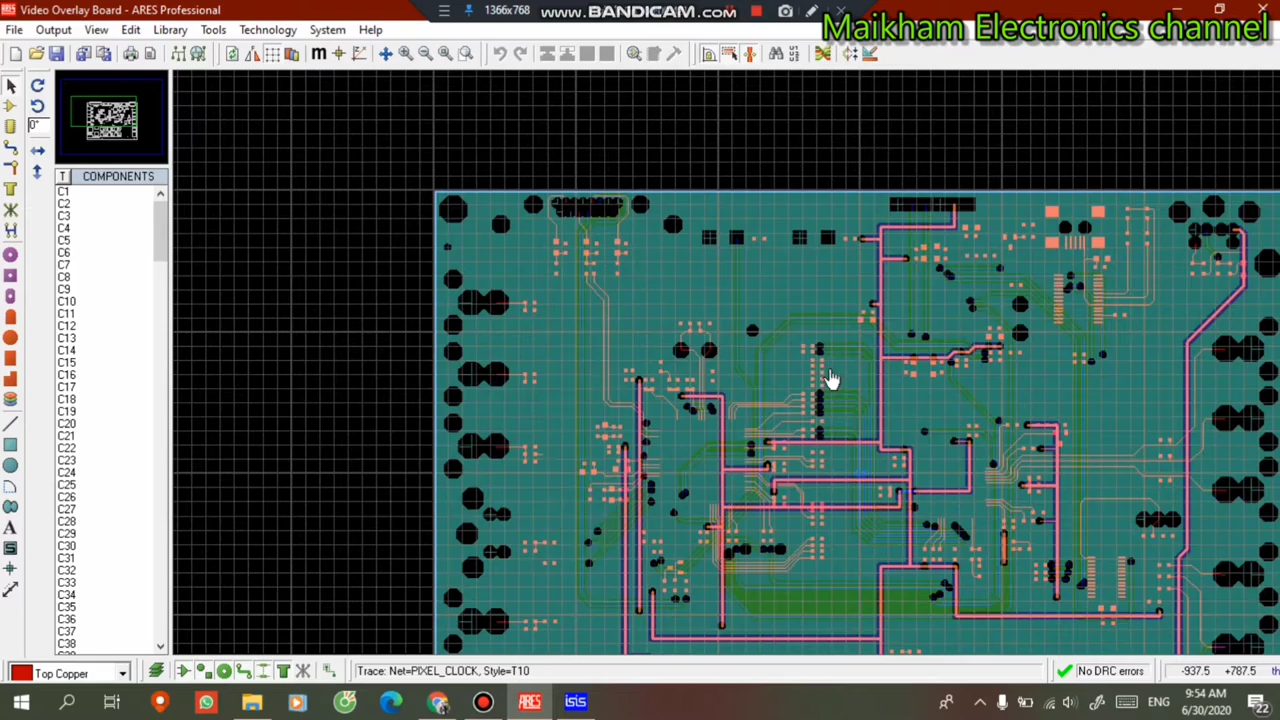 Video Overlay Board - ARES Professional
1366x768
www.BANDICAM.com
Maikham Electronics channel
File Output View Edit Library Tools Technology System Help
m
0°
T COMPONENTS
C1
C2
C3
C4
C5
C6
C7
C8
C9
C10
C11
C12
C13
C14
C15
C16
C17
C18
C19
C20
C21
C22
C23
C24
C25
C26
C27
C28
C29
C30
C31
C32
C33
C34
C35
C36
C37
C38
A
S
Top Copper
Trace: Net=PIXEL_CLOCK, Style=T10
No DRC errors
-937.5 +787.5 th
ARES
isis
ENG
9:54 AM
6/30/2020
22